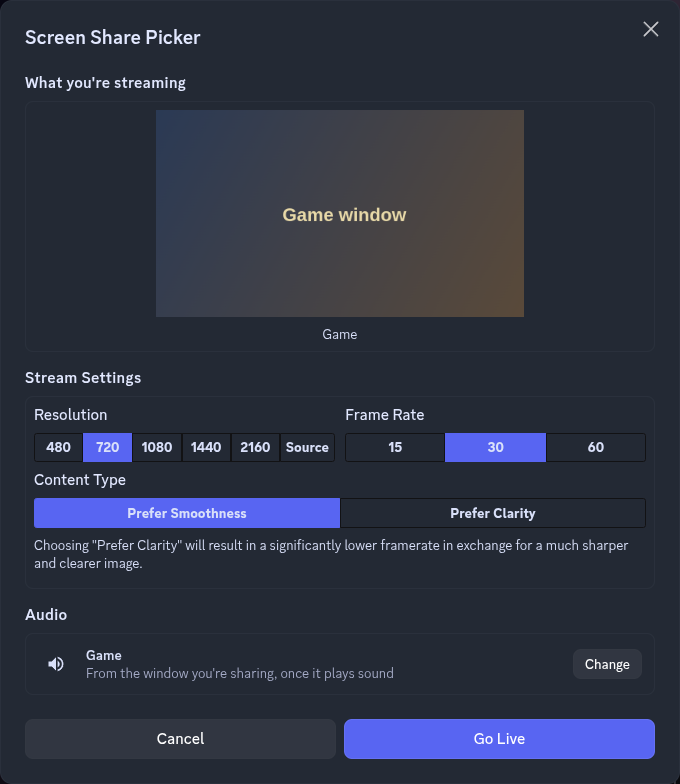 Screen Share Picker
What you're streaming
Game window
Game
Stream Settings
Resolution
Frame Rate
480 720 1080 1440 2160 Source
15 30 60
Content Type
Prefer Smoothness
Prefer Clarity
Choosing "Prefer Clarity" will result in a significantly lower framerate in exchange for a much sharper
and clearer image.
Audio
Game
From the window you're sharing, once it plays sound
Change
Cancel
Go Live